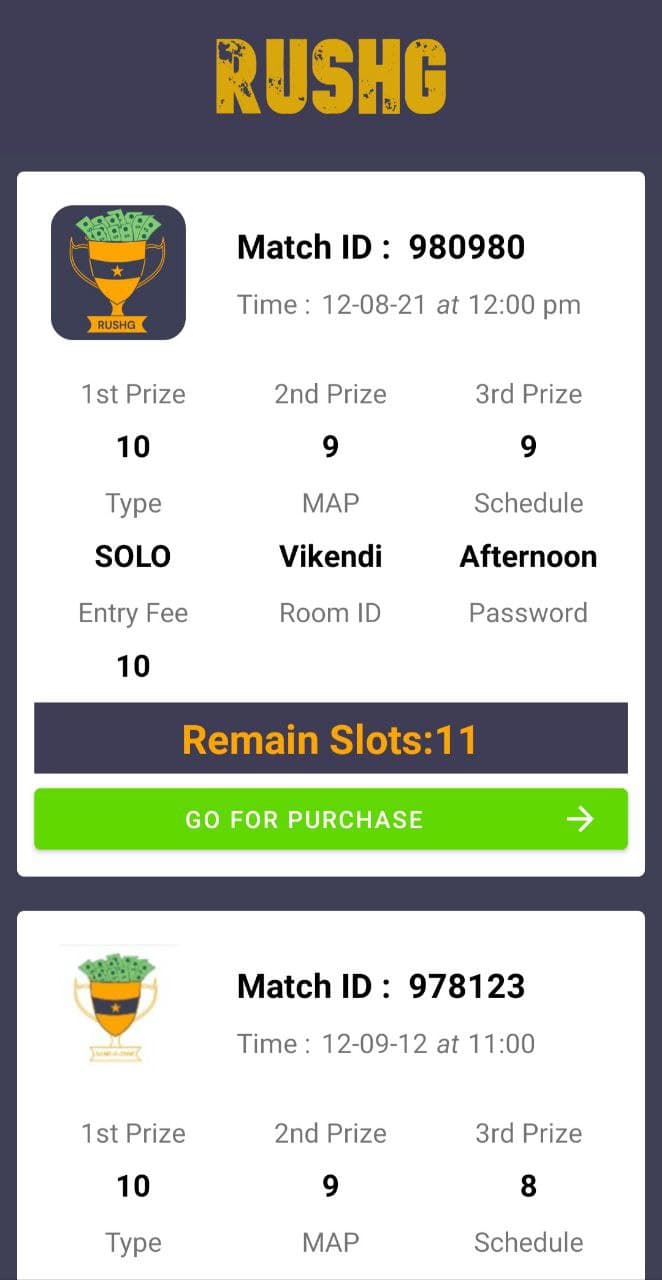 RUSHG
RUSHG
Match ID : 980980
Time : 12-08-21 at 12:00 pm
1st Prize 2nd Prize 3rd Prize
10 9 9
Type MAP Schedule
SOLO Vikendi Afternoon
Entry Fee Room ID Password
10
Remain Slots:11
GO FOR PURCHASE
Match ID : 978123
Time : 12-09-12 at 11:00
1st Prize 2nd Prize 3rd Prize
10 9 8
Type MAP Schedule